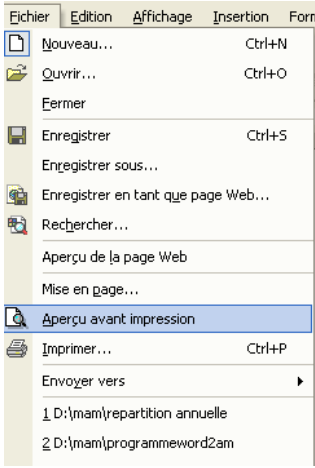 Fichier Edition Affichage Insertion Forn
Nouveau... Ctrl+N
Ouvrir... Ctrl+O
Fermer
Enregistrer Ctrl+S
Enregistrer sous...
Enregistrer en tant que page Web...
Rechercher...
Aperçu de la page Web
Mise en page...
Aperçu avant impression
Imprimer... Ctrl+P
Envoyer vers
1 D:\mam\repartition annuelle
2 D:\mam\programmeword2am